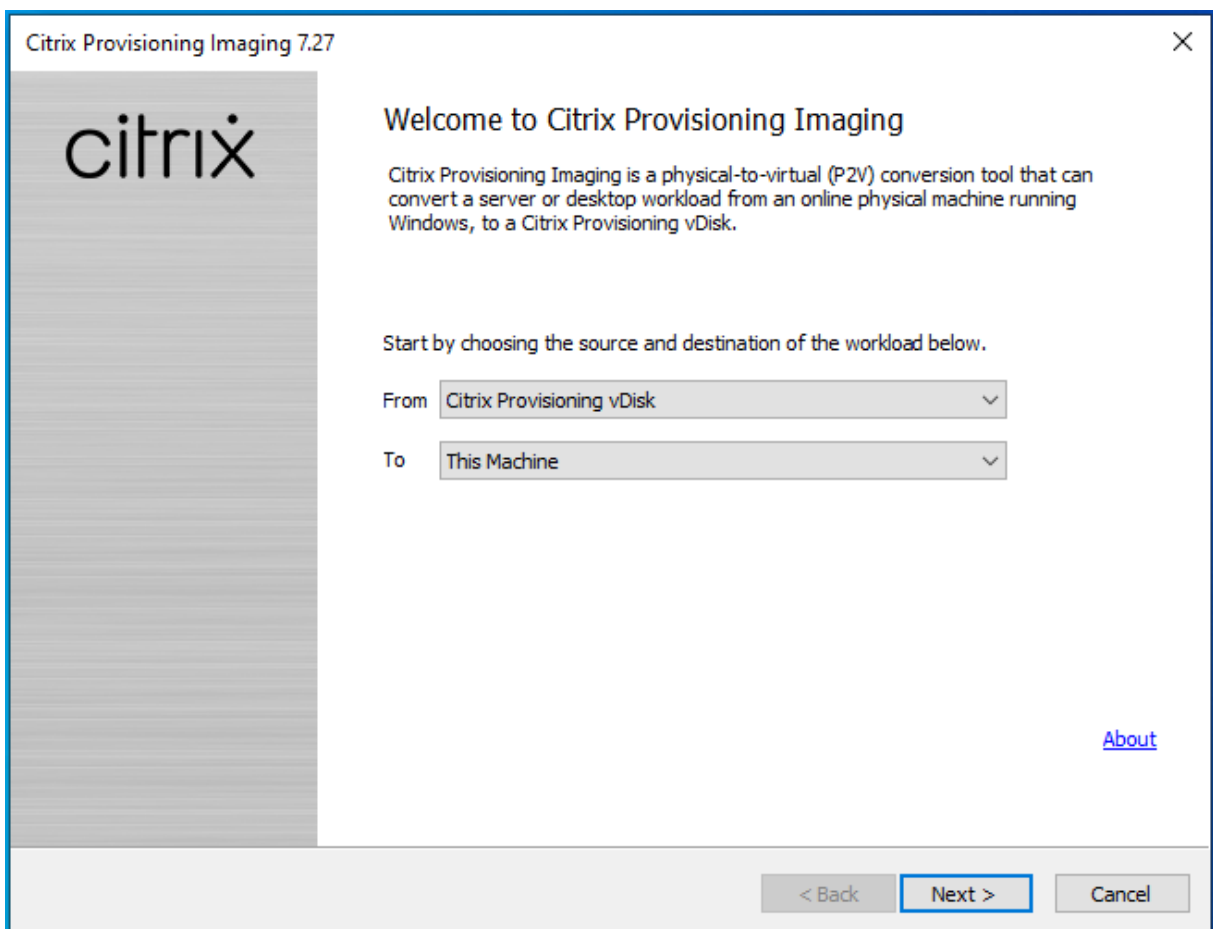 Citrix Provisioning Imaging 7.27
citrix
Welcome to Citrix Provisioning Imaging
Citrix Provisioning Imaging is a physical-to-virtual (P2V) conversion tool that can
convert a server or desktop workload from an online physical machine running
Windows, to a Citrix Provisioning vDisk.
Start by choosing the source and destination of the workload below.
From Citrix Provisioning vDisk
To This Machine
About
< Back Next > Cancel